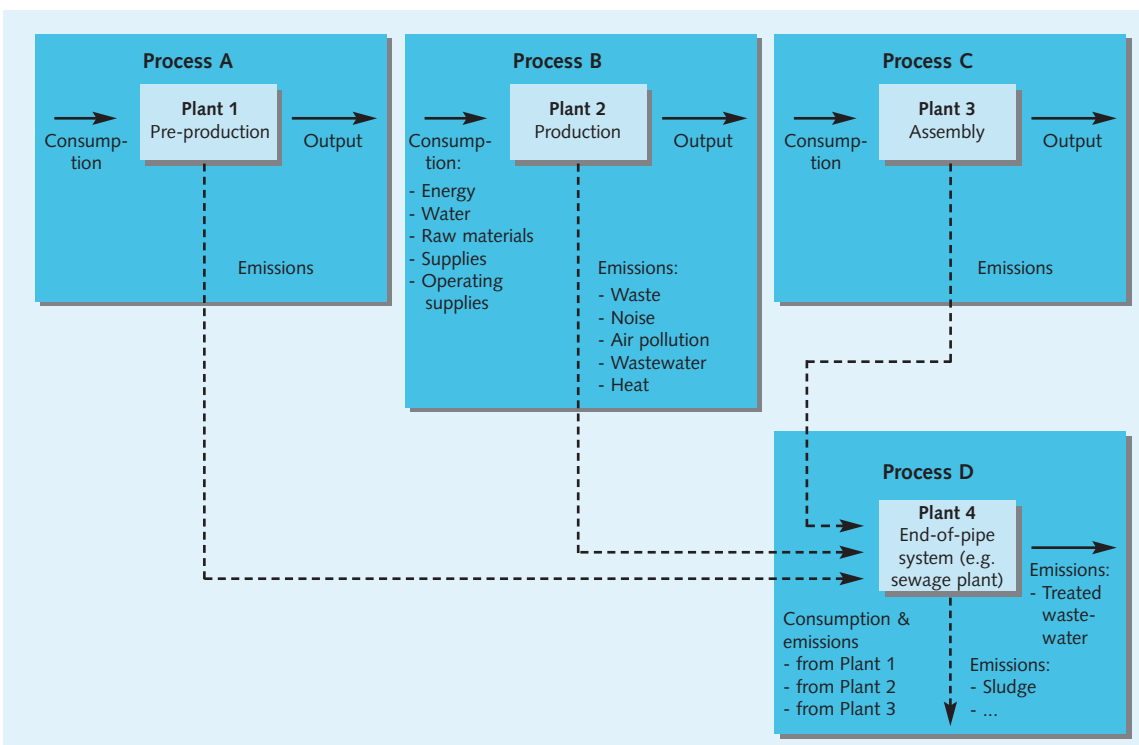 Process A
Plant 1
Pre-production
Consump-
tion
Output
Emissions
Process B
Plant 2
Production
Consump-
tion:
- Energy
- Water
- Raw materials
- Supplies
- Operating
supplies
Output
Emissions:
- Waste
- Noise
- Air pollution
- Wastewater
- Heat
Process C
Plant 3
Assembly
Consump-
tion
Output
Emissions
Process D
Plant 4
End-of-pipe
system (e.g.
sewage plant)
Emissions:
- Treated
waste-
water
Consumption &
emissions
- from Plant 1
- from Plant 2
- from Plant 3
Emissions:
- Sludge
- ...